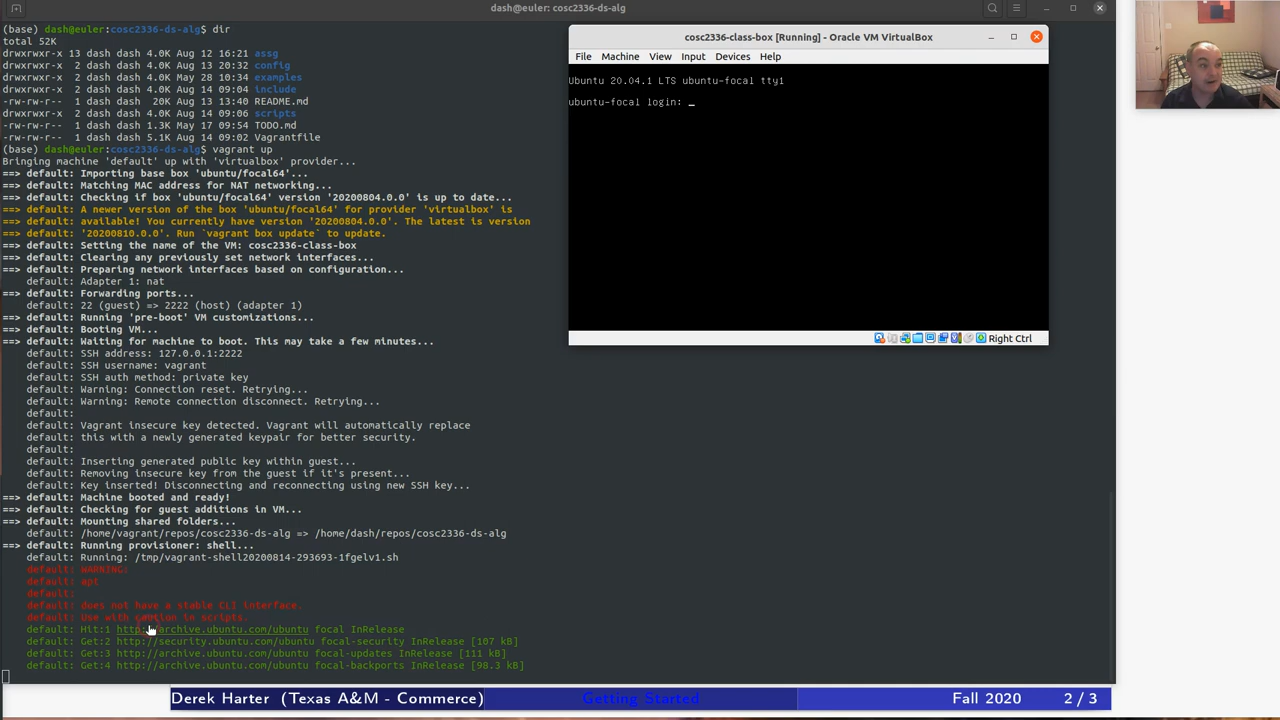 dash@euler: cosc2336-ds-alg
(base) dash@euler:cosc2336-ds-alg$ dir
total 52K
drwxrwxr-x 13 dash dash 4.0K Aug 12 16:21 assg
drwxrwxr-x 2 dash dash 4.0K Aug 13 20:32 config
drwxrwxr-x 2 dash dash 4.0K May 28 10:34 examples
drwxrwxr-x 2 dash dash 4.0K Aug 14 09:04 include
-rw-rw-r-- 1 dash dash 20K Aug 13 13:40 README.md
drwxrwxr-x 2 dash dash 4.0K Aug 14 09:06 scripts
-rw-rw-r-- 1 dash dash 1.3K May 17 09:54 TODO.md
-rw-rw-r-- 1 dash dash 5.1K Aug 14 09:02 Vagrantfile
(base) dash@euler:cosc2336-ds-alg$ vagrant up
Bringing machine 'default' up with 'virtualbox' provider...
==> default: Importing base box 'ubuntu/focal64'...
==> default: Matching MAC address for NAT networking...
==> default: Checking if box 'ubuntu/focal64' version '20200804.0.0' is up to date...
==> default: A newer version of the box 'ubuntu/focal64' for provider 'virtualbox' is
==> default: available! You currently have version '20200804.0.0'. The latest is version
==> default: '20200810.0.0'. Run `vagrant box update` to update.
==> default: Setting the name of the VM: cosc2336-class-box
==> default: Clearing any previously set network interfaces...
==> default: Preparing network interfaces based on configuration...
default: Adapter 1: nat
==> default: Forwarding ports...
default: 22 (guest) => 2222 (host) (adapter 1)
==> default: Running 'pre-boot' VM customizations...
==> default: Booting VM...
==> default: Waiting for machine to boot. This may take a few minutes...
default: SSH address: 127.0.0.1:2222
default: SSH username: vagrant
default: SSH auth method: private key
default: Warning: Connection reset. Retrying...
default: Warning: Remote connection disconnect. Retrying...
default:
default: Vagrant insecure key detected. Vagrant will automatically replace
default: this with a newly generated keypair for better security.
default:
default: Inserting generated public key within guest...
default: Removing insecure key from the guest if it's present...
default: Key inserted! Disconnecting and reconnecting using new SSH key...
==> default: Machine booted and ready!
==> default: Checking for guest additions in VM...
==> default: Mounting shared folders...
default: /home/vagrant/repos/cosc2336-ds-alg => /home/dash/repos/cosc2336-ds-alg
==> default: Running provisioner: shell...
default: Running: /tmp/vagrant-shell20200814-293693-1fgelv1.sh
default: WARNING:
default: apt
default:
default: does not have a stable CLI interface.
default: Use with caution in scripts.
default: Hit:1 http://archive.ubuntu.com/ubuntu focal InRelease
default: Get:2 http://security.ubuntu.com/ubuntu focal-security InRelease [107 kB]
default: Get:3 http://archive.ubuntu.com/ubuntu focal-updates InRelease [111 kB]
default: Get:4 http://archive.ubuntu.com/ubuntu focal-backports InRelease [98.3 kB]
cosc2336-class-box [Running] - Oracle VM VirtualBox
File Machine View Input Devices Help
Ubuntu 20.04.1 LTS ubuntu-focal tty1
ubuntu-focal login: _
Right Ctrl
Derek Harter (Texas A&M - Commerce) Getting Started Fall 2020 2 / 3